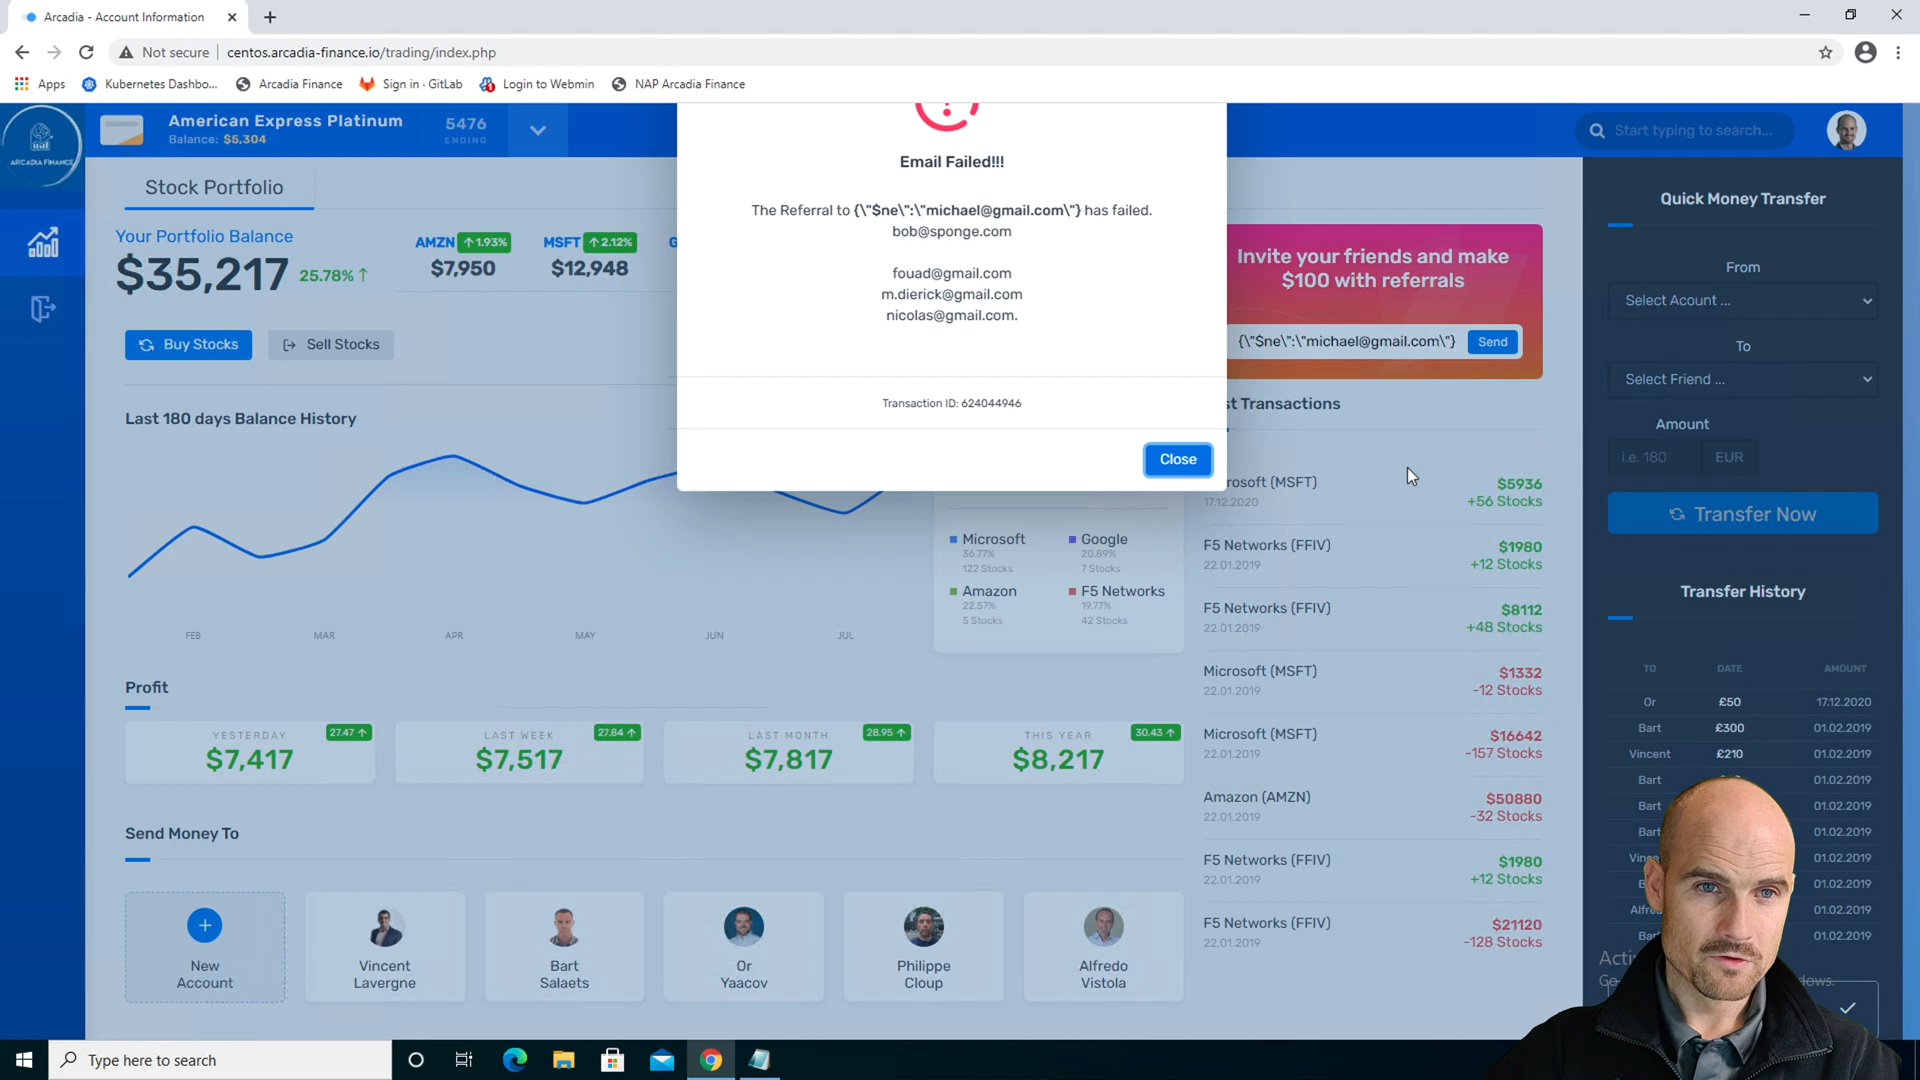 Arcadia - Account Information
Not secure
centos.arcadia-finance.io/trading/index.php
Apps
Kubernetes Dashbo...
Arcadia Finance
Sign in · GitLab
Login to Webmin
NAP Arcadia Finance
ARCADIA FINANCE
American Express Platinum
Balance: $5,304
5476
ENDING
Start typing to search...
Stock Portfolio
Your Portfolio Balance
$35,217 25.78% ↑
AMZN ↑ 1.93%
$7,950
MSFT ↑ 2.12%
$12,948
G
Buy Stocks
Sell Stocks
Email Failed!!!
The Referral to {\"$ne\":\"michael@gmail.com\"} has failed.
bob@sponge.com
fouad@gmail.com
m.dierick@gmail.com
nicolas@gmail.com.
Transaction ID: 624044946
Close
Invite your friends and make
$100 with referrals
{\"$ne\":\"michael@gmail.com\"}
Send
Last 180 days Balance History
FEB MAR APR MAY JUN JUL
Microsoft
36.77%
122 Stocks
Google
20.89%
7 Stocks
Amazon
22.57%
5 Stocks
F5 Networks
19.77%
42 Stocks
Profit
YESTERDAY
27.47 ↑
$7,417
LAST WEEK
27.84 ↑
$7,517
LAST MONTH
28.95 ↑
$7,817
THIS YEAR
30.43 ↑
$8,217
Send Money To
New
Account
Vincent
Lavergne
Bart
Salaets
Or
Yaacov
Philippe
Cloup
Alfredo
Vistola
st Transactions
rosoft (MSFT) $5936
17.12.2020 +56 Stocks
F5 Networks (FFIV) $1980
22.01.2019 +12 Stocks
F5 Networks (FFIV) $8112
22.01.2019 +48 Stocks
Microsoft (MSFT) $1332
22.01.2019 -12 Stocks
Microsoft (MSFT) $16642
22.01.2019 -157 Stocks
Amazon (AMZN) $50880
22.01.2019 -32 Stocks
F5 Networks (FFIV) $1980
22.01.2019 +12 Stocks
F5 Networks (FFIV) $21120
22.01.2019 -128 Stocks
Quick Money Transfer
From
Select Acount ...
To
Select Friend ...
Amount
i.e. 180 EUR
Transfer Now
Transfer History
TO DATE AMOUNT
Or £50 17.12.2020
Bart £300 01.02.2019
Vincent £210 01.02.2019
Bart 01.02.2019
Bart 01.02.2019
Bart 01.02.2019
Vince 01.02.2019
B 01.02.2019
Alfre 01.02.2019
Ba 01.02.2019
Acti
Go
dows.
Type here to search